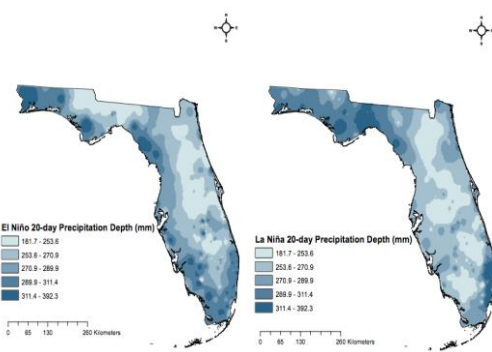 N
W E
S
N
W E
S
El Niño 20-day Precipitation Depth (mm)
181.7 - 253.6
253.6 - 270.9
270.9 - 289.9
289.9 - 311.4
311.4 - 392.3
0 65 130 260 Kilometers
La Niña 20-day Precipitation Depth (mm)
181.7 - 253.6
253.6 - 270.9
270.9 - 289.9
289.9 - 311.4
311.4 - 392.3
0 65 130 260 Kilometers